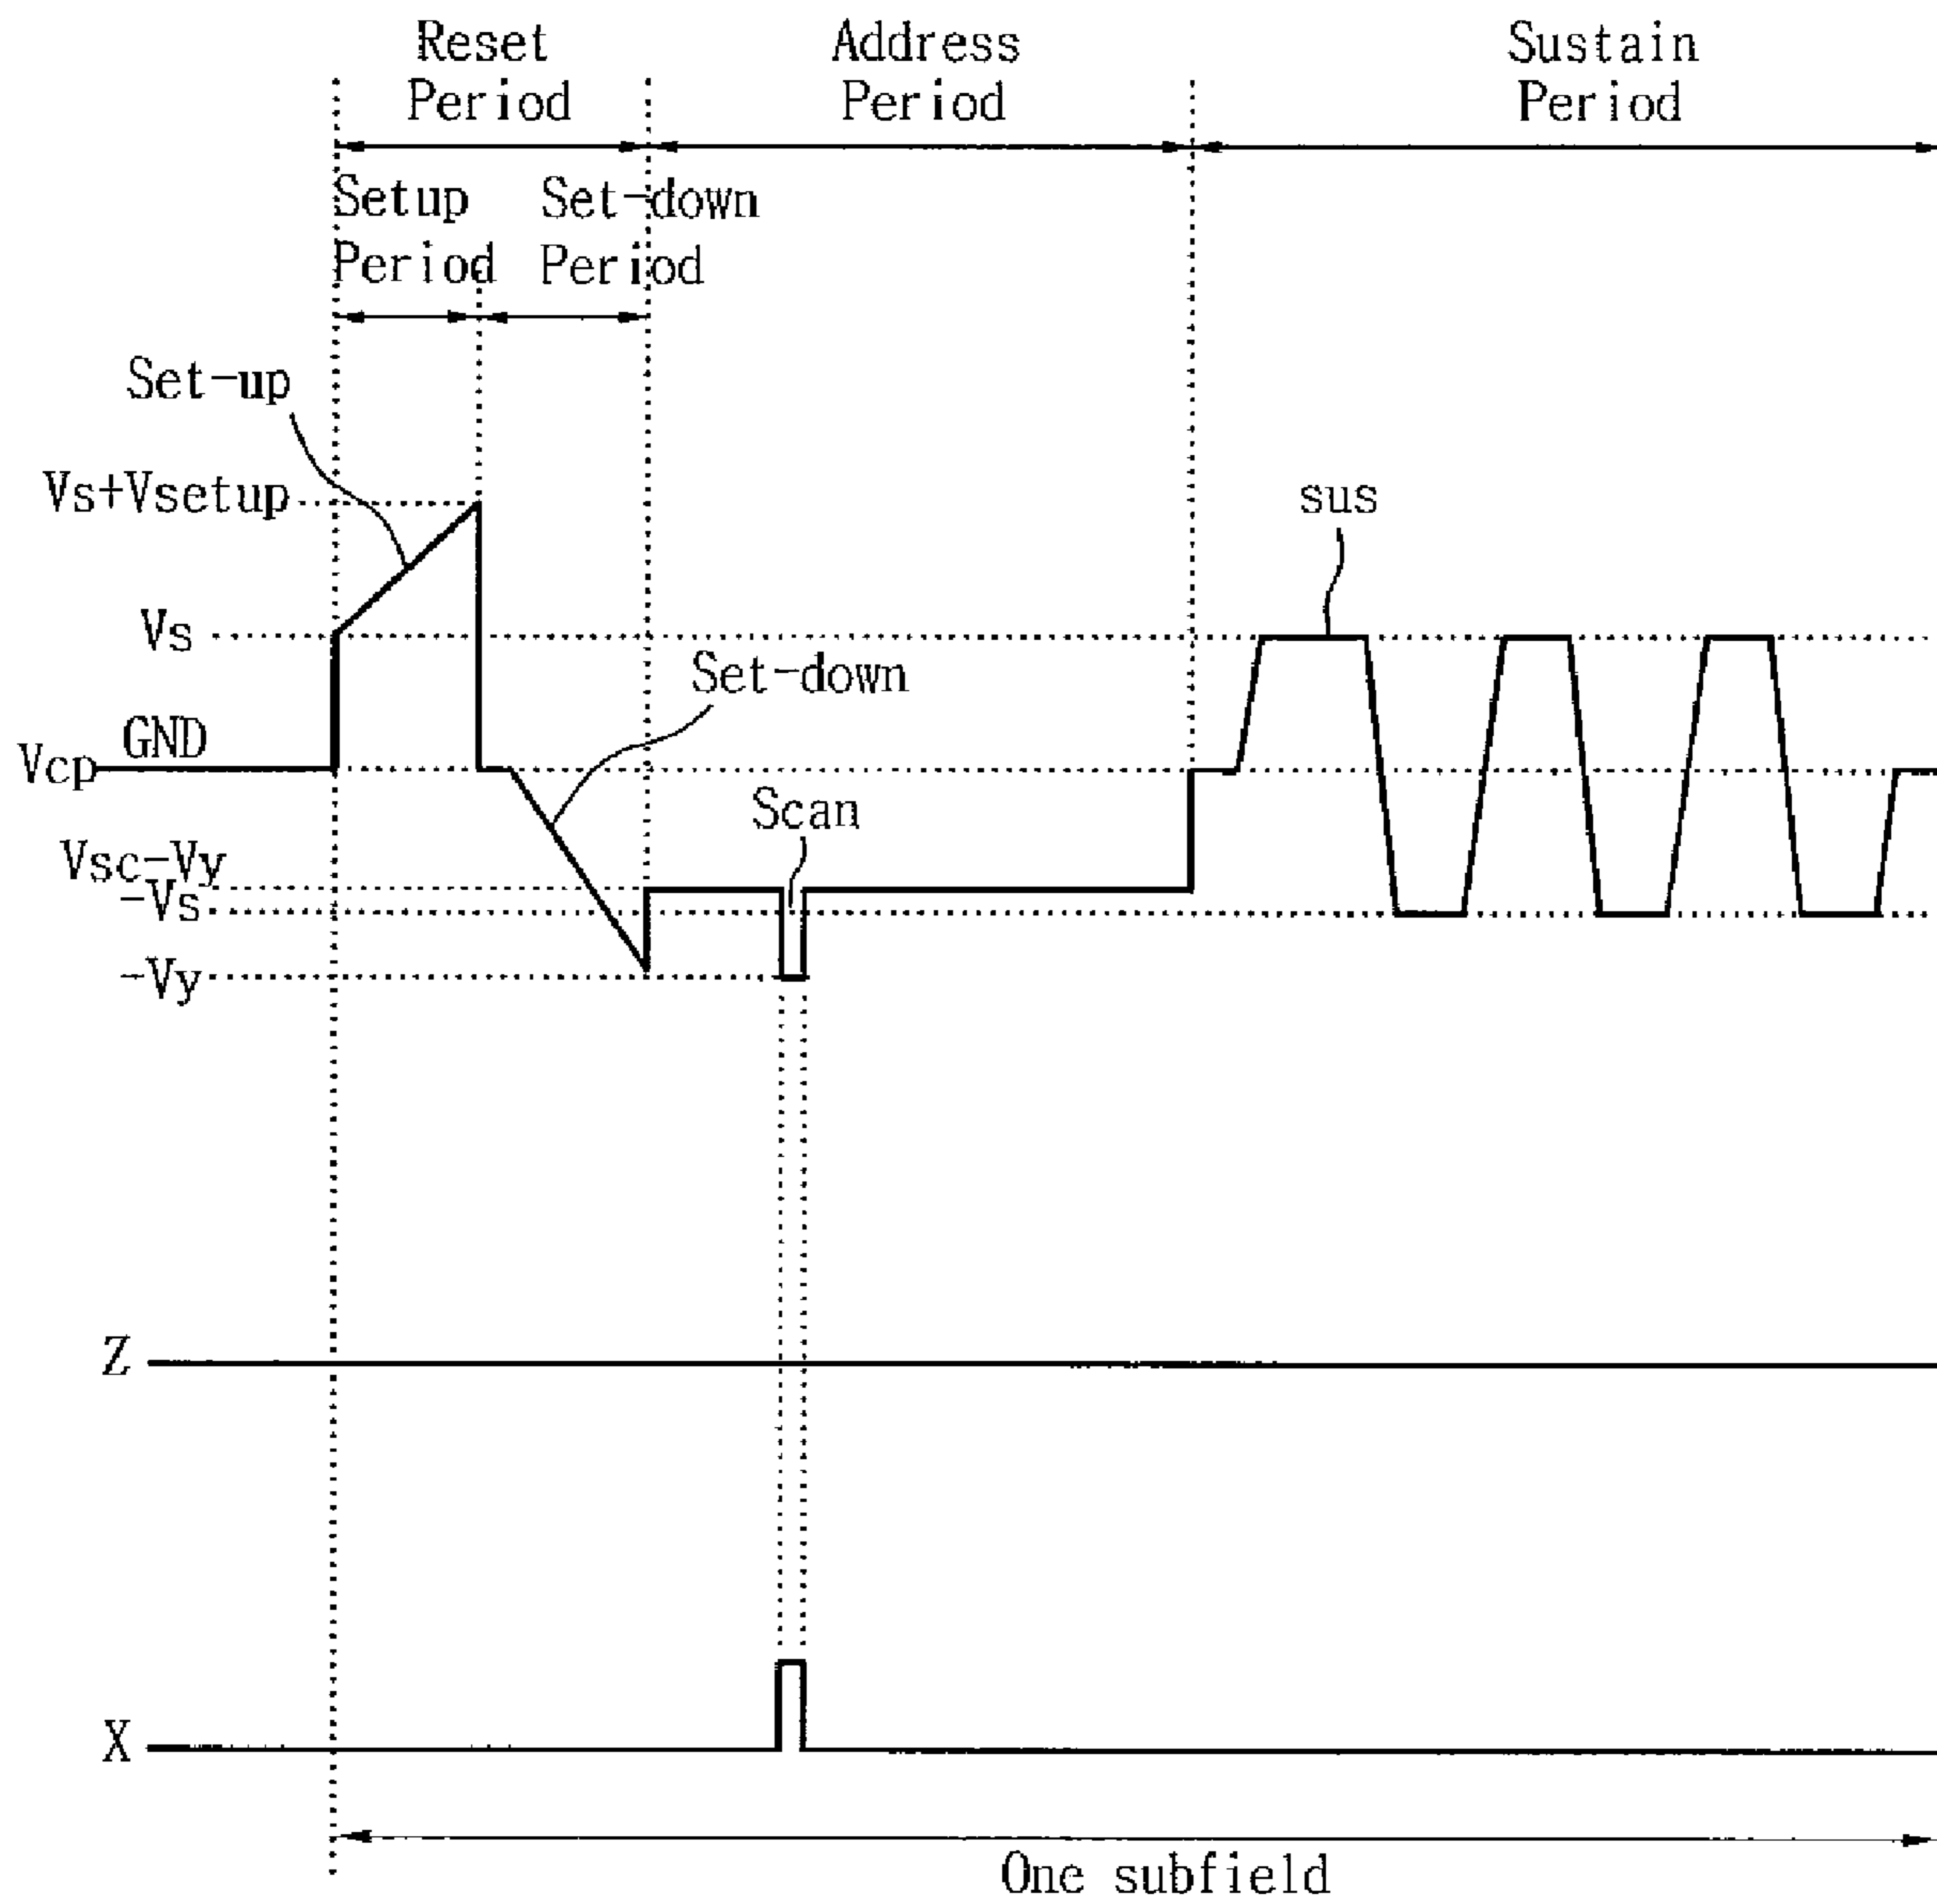 Reset
Period
Address
Period
Sustain
Period
Setup
Period
Set-down
Period
Set-up
Vs+Vsetup
sus
Vs
Set-down
GND
Vcp
Scan
Vsc-Vy
-Vs
-Vy
Z
X
One subfield